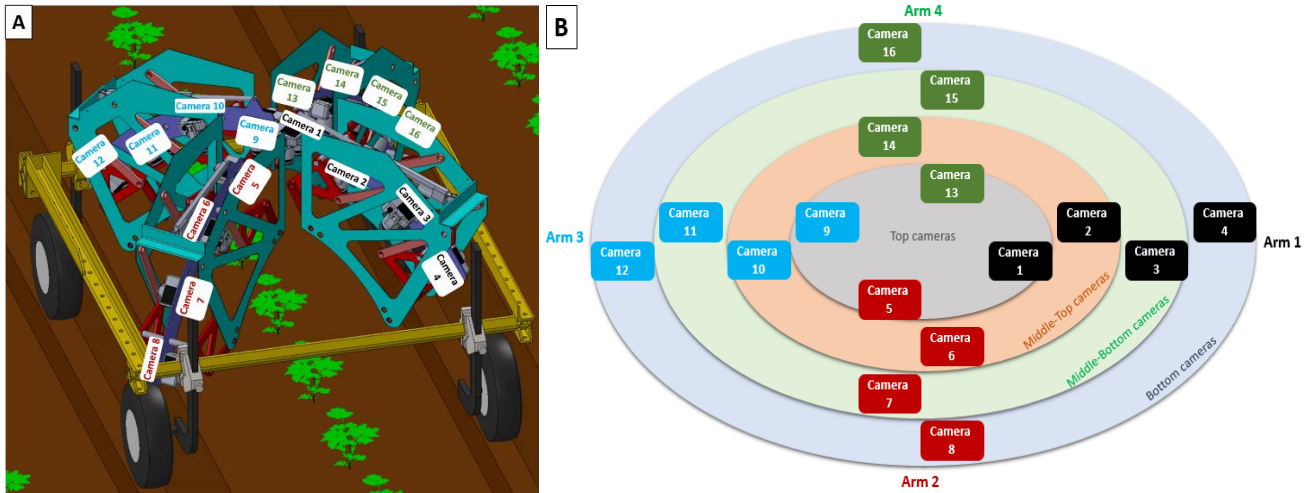 A
Camera
13
Camera
14
Camera
15
Camera
16
Camera 10
Camera 1
Camera
9
Camera
11
Camera
12
Camera
5
Camera 2
Camera 6
Camera 3
Camera
4
Camera
7
Camera 8
B
Arm 4
Camera
16
Camera
15
Camera
14
Camera
13
Camera
11
Camera
9
Camera
2
Camera
4
Arm 3
Top cameras
Arm 1
Camera
12
Camera
10
Camera
1
Camera
3
Camera
5
Middle-Top cameras
Camera
6
Middle-Bottom cameras
Bottom cameras
Camera
7
Camera
8
Arm 2